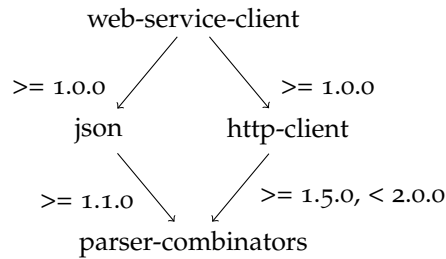 web-service-client
>= 1.0.0
>= 1.0.0
json
http-client
>= 1.1.0
>= 1.5.0, < 2.0.0
parser-combinators